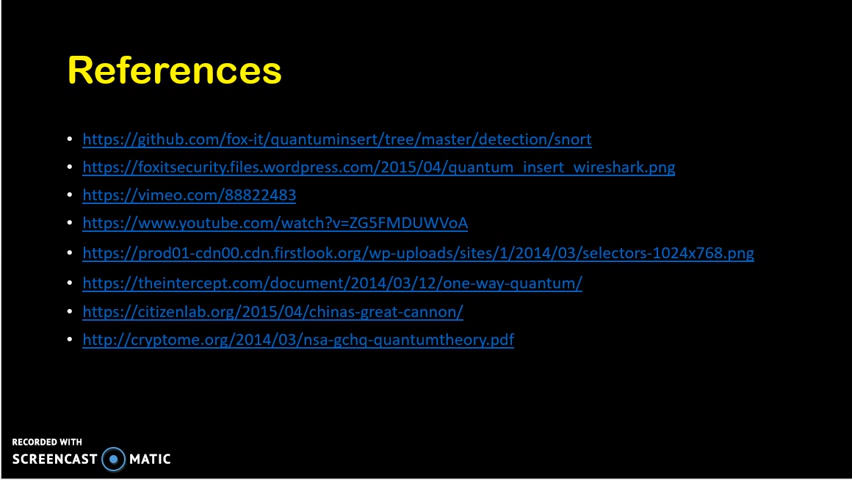 References
• https://github.com/fox-it/quantuminsert/tree/master/detection/snort
• https://foxitsecurity.files.wordpress.com/2015/04/quantum_insert_wireshark.png
• https://vimeo.com/88822483
• https://www.youtube.com/watch?v=ZG5FMDUWVoA
• https://prod01-cdn00.cdn.firstlook.org/wp-uploads/sites/1/2014/03/selectors-1024x768.png
• https://theintercept.com/document/2014/03/12/one-way-quantum/
• https://citizenlab.org/2015/04/chinas-great-cannon/
• http://cryptome.org/2014/03/nsa-gchq-quantumtheory.pdf
RECORDED WITH
SCREENCAST MATIC